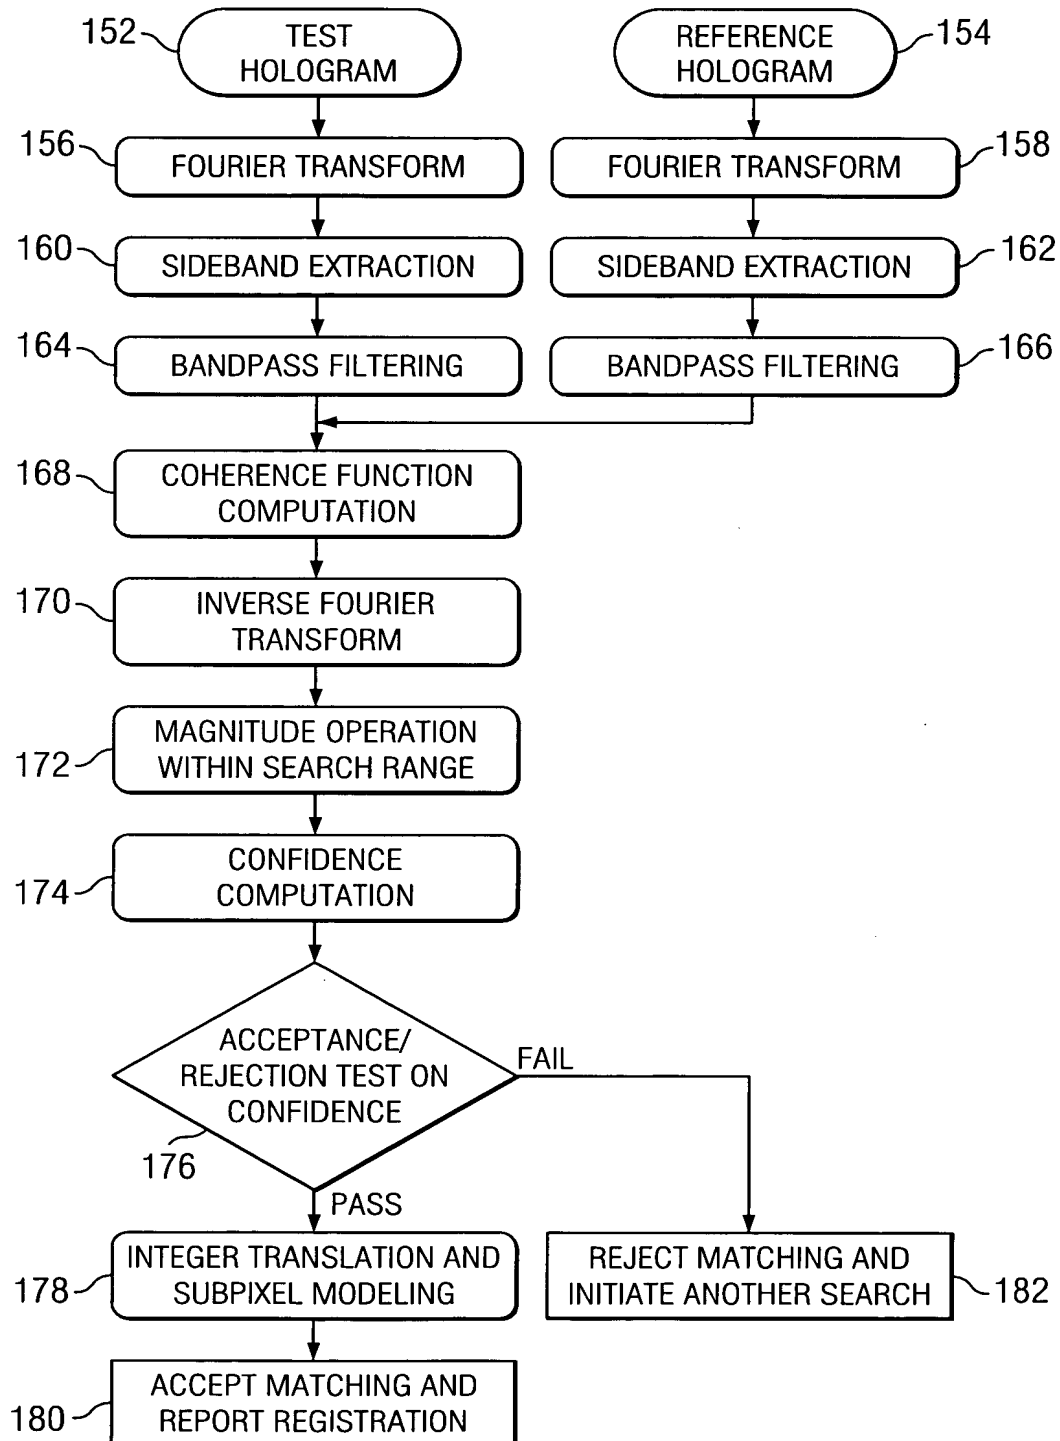 152
TEST
HOLOGRAM
REFERENCE
HOLOGRAM
154
156
FOURIER TRANSFORM
FOURIER TRANSFORM
158
160
SIDEBAND EXTRACTION
SIDEBAND EXTRACTION
162
164
BANDPASS FILTERING
BANDPASS FILTERING
166
168
COHERENCE FUNCTION
COMPUTATION
170
INVERSE FOURIER
TRANSFORM
172
MAGNITUDE OPERATION
WITHIN SEARCH RANGE
174
CONFIDENCE
COMPUTATION
ACCEPTANCE/
REJECTION TEST ON
CONFIDENCE
FAIL
176
PASS
178
INTEGER TRANSLATION AND
SUBPIXEL MODELING
REJECT MATCHING AND
INITIATE ANOTHER SEARCH
182
180
ACCEPT MATCHING AND
REPORT REGISTRATION